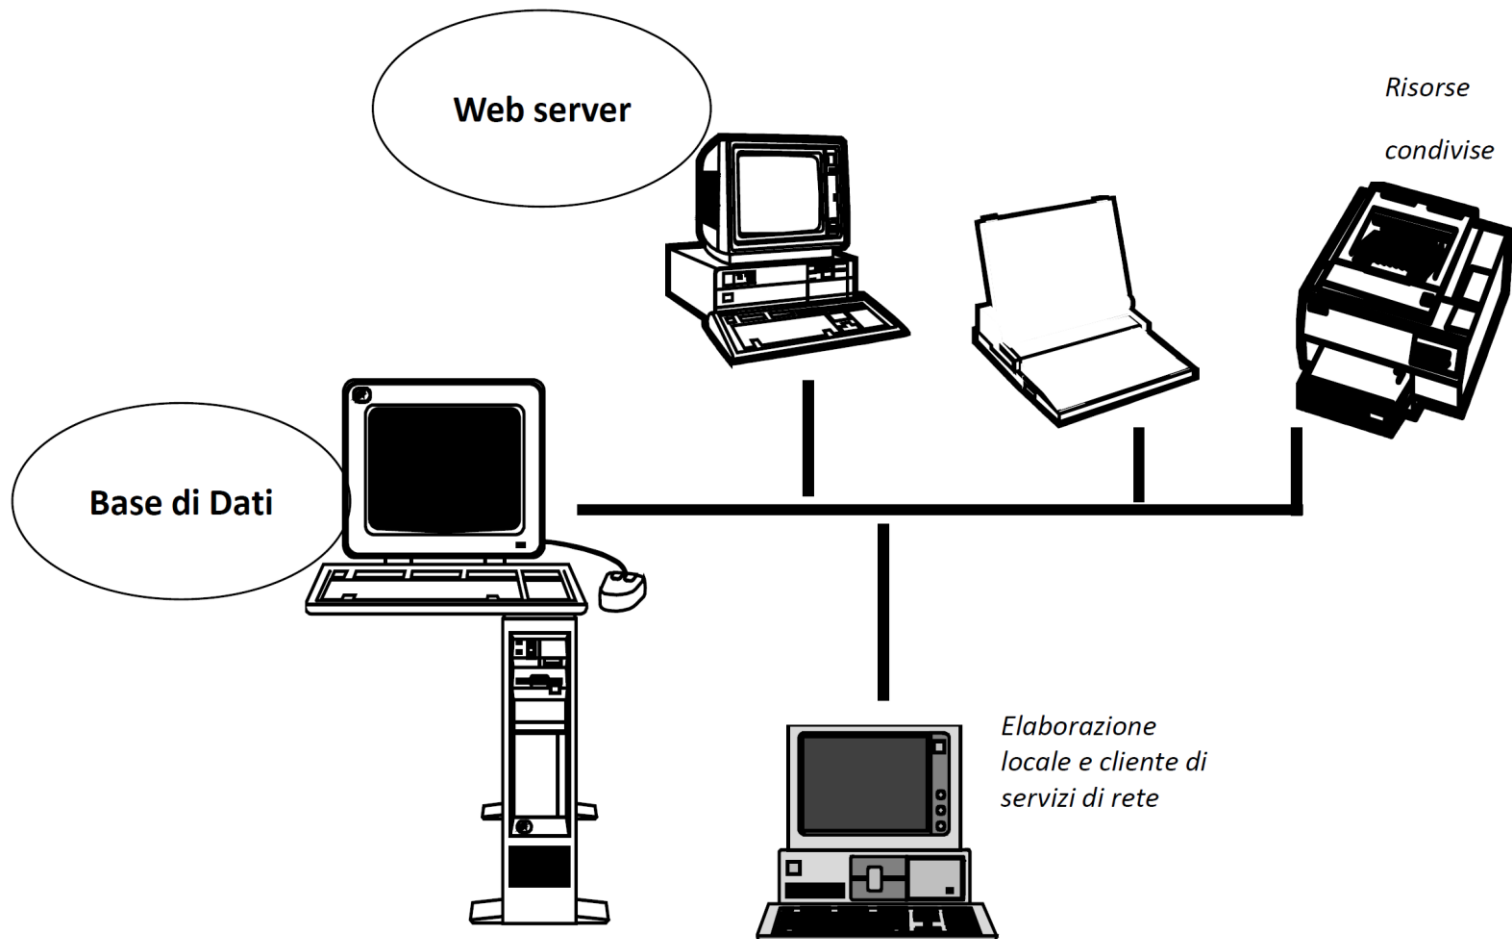 Web server
Risorse
condivise
Base di Dati
Elaborazione
locale e cliente di
servizi di rete